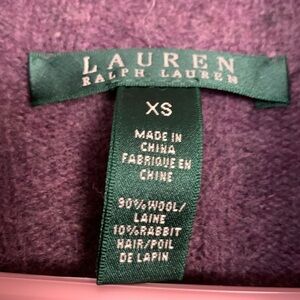 LAUREN
RALPH LAUREN
XS
MADE IN
CHINA
FABRIQUE EN
CHINE
90%WOOL/
LAINE
10%RABBIT
HAIR/POIL
DE LAPIN